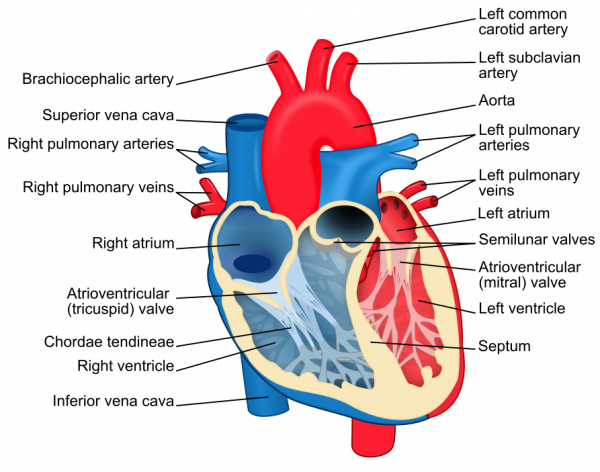 Left common
carotid artery
Left subclavian
artery
Brachiocephalic artery
Aorta
Superior vena cava
Right pulmonary arteries
Left pulmonary
arteries
Right pulmonary veins
Left pulmonary
veins
Left atrium
Right atrium
Semilunar valves
Atrioventricular
(mitral) valve
Atrioventricular
(tricuspid) valve
Left ventricle
Chordae tendineae
Septum
Right ventricle
Inferior vena cava